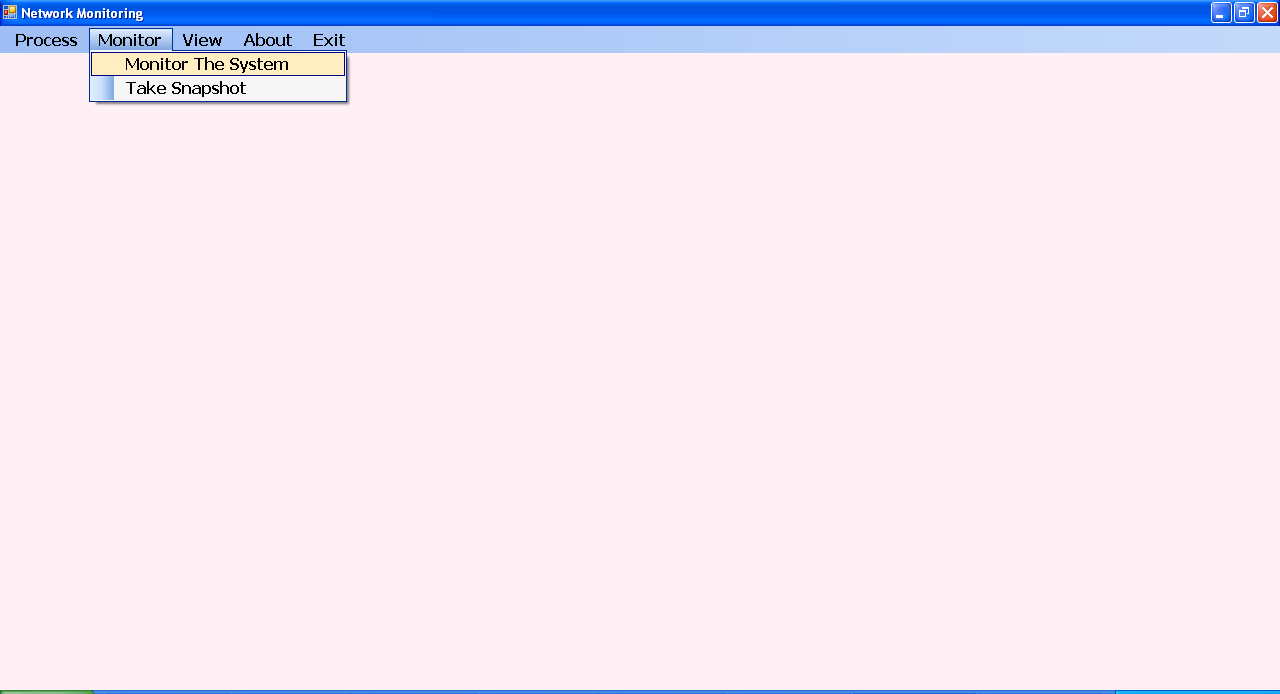 Network Monitoring
Process Monitor View About Exit
Monitor The System
Take Snapshot